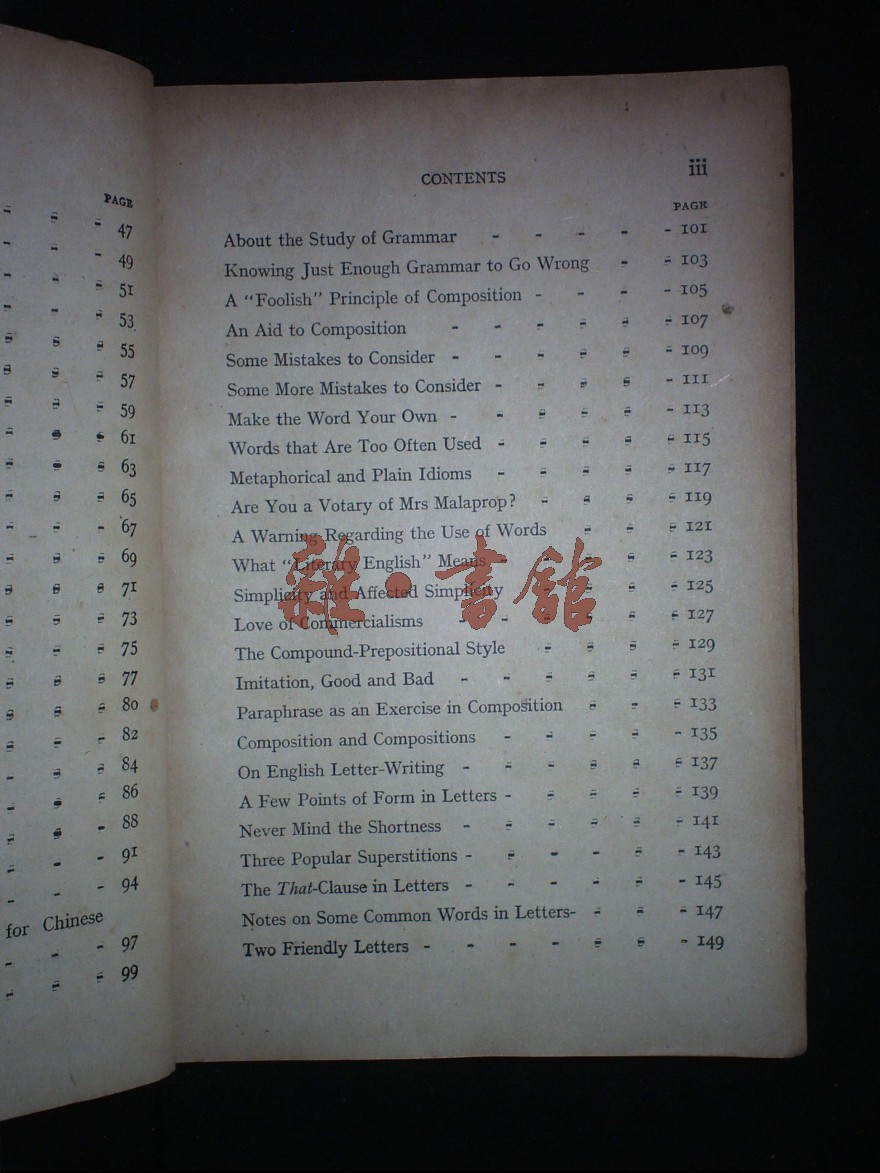 PAGE
47
49
51
53
55
57
59
61
63
65
67
69
71
73
75
77
80
82
84
86
88
91
94
for Chinese
97
99
CONTENTS iii
PAGE
About the Study of Grammar - - - - - 101
Knowing Just Enough Grammar to Go Wrong - - 103
A "Foolish" Principle of Composition - - - - 105
An Aid to Composition - - - - - - 107
Some Mistakes to Consider - - - - - - 109
Some More Mistakes to Consider - - - - - 111
Make the Word Your Own - - - - - - 113
Words that Are Too Often Used - - - - - 115
Metaphorical and Plain Idioms - - - - - 117
Are You a Votary of Mrs Malaprop? - - - - 119
A Warning Regarding the Use of Words - - - 121
What "Literary English" Means - - - - 123
Simplicity and Affected Simplicity - - - 125
Love of Commercialisms - - - - - - 127
The Compound-Prepositional Style - - - - 129
Imitation, Good and Bad - - - - - - 131
Paraphrase as an Exercise in Composition - - - 133
Composition and Compositions - - - - - 135
On English Letter-Writing - - - - - - 137
A Few Points of Form in Letters - - - - - 139
Never Mind the Shortness - - - - - - 141
Three Popular Superstitions - - - - - - 143
The That-Clause in Letters - - - - - - 145
Notes on Some Common Words in Letters- - - - 147
Two Friendly Letters - - - - - - - 149
雜·書舘